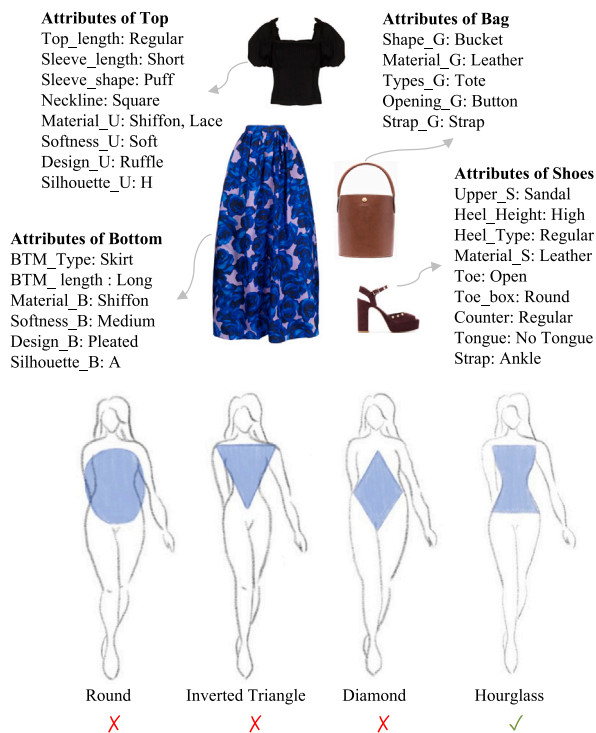 Attributes of Top
Top_length: Regular
Sleeve_length: Short
Sleeve_shape: Puff
Neckline: Square
Material_U: Shiffon, Lace
Softness_U: Soft
Design_U: Ruffle
Silhouette_U: H
Attributes of Bag
Shape_G: Bucket
Material_G: Leather
Types_G: Tote
Opening_G: Button
Strap_G: Strap
Attributes of Shoes
Upper_S: Sandal
Heel_Height: High
Heel_Type: Regular
Material_S: Leather
Toe: Open
Toe_box: Round
Counter: Regular
Tongue: No Tongue
Strap: Ankle
Attributes of Bottom
BTM_Type: Skirt
BTM_ length : Long
Material_B: Shiffon
Softness_B: Medium
Design_B: Pleated
Silhouette_B: A
Round
Inverted Triangle
Diamond
Hourglass